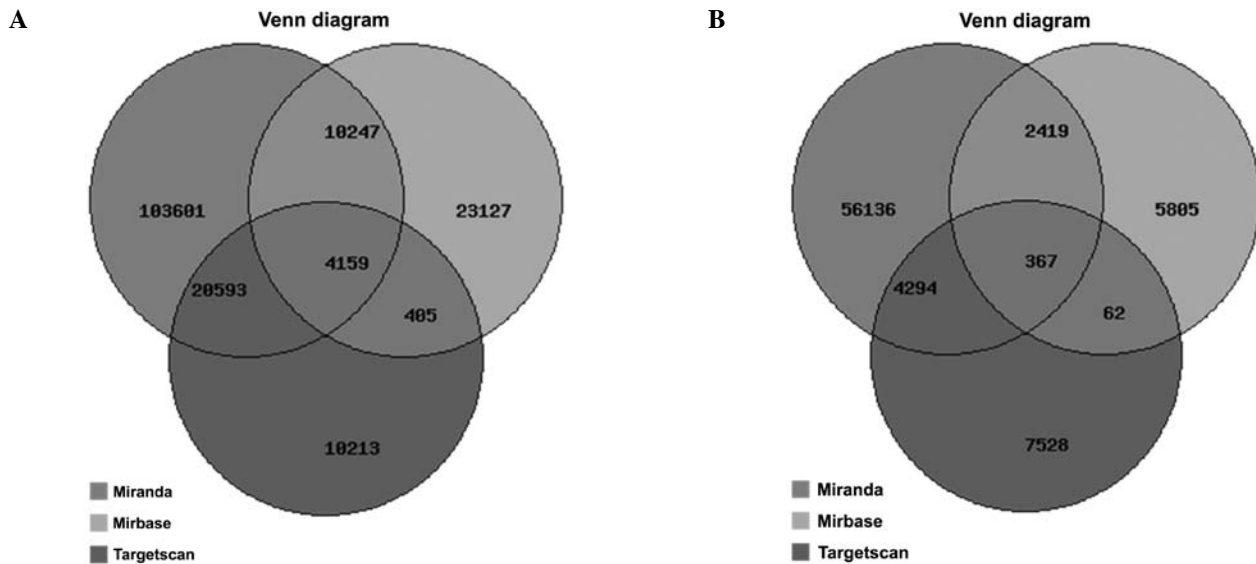 A
Venn diagram
10247
103601
23127
4159
20593
405
10213
Miranda
Mirbase
Targetscan
B
Venn diagram
2419
56136
5805
367
4294
62
7528
Miranda
Mirbase
Targetscan